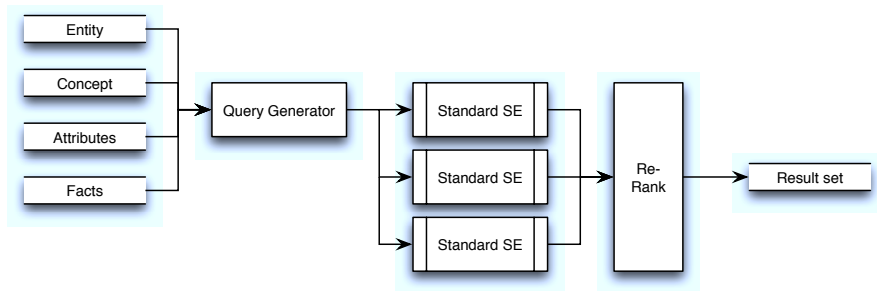 Entity
Concept
Attributes
Facts
Query Generator
Standard SE
Standard SE
Standard SE
Re-
Rank
Result set